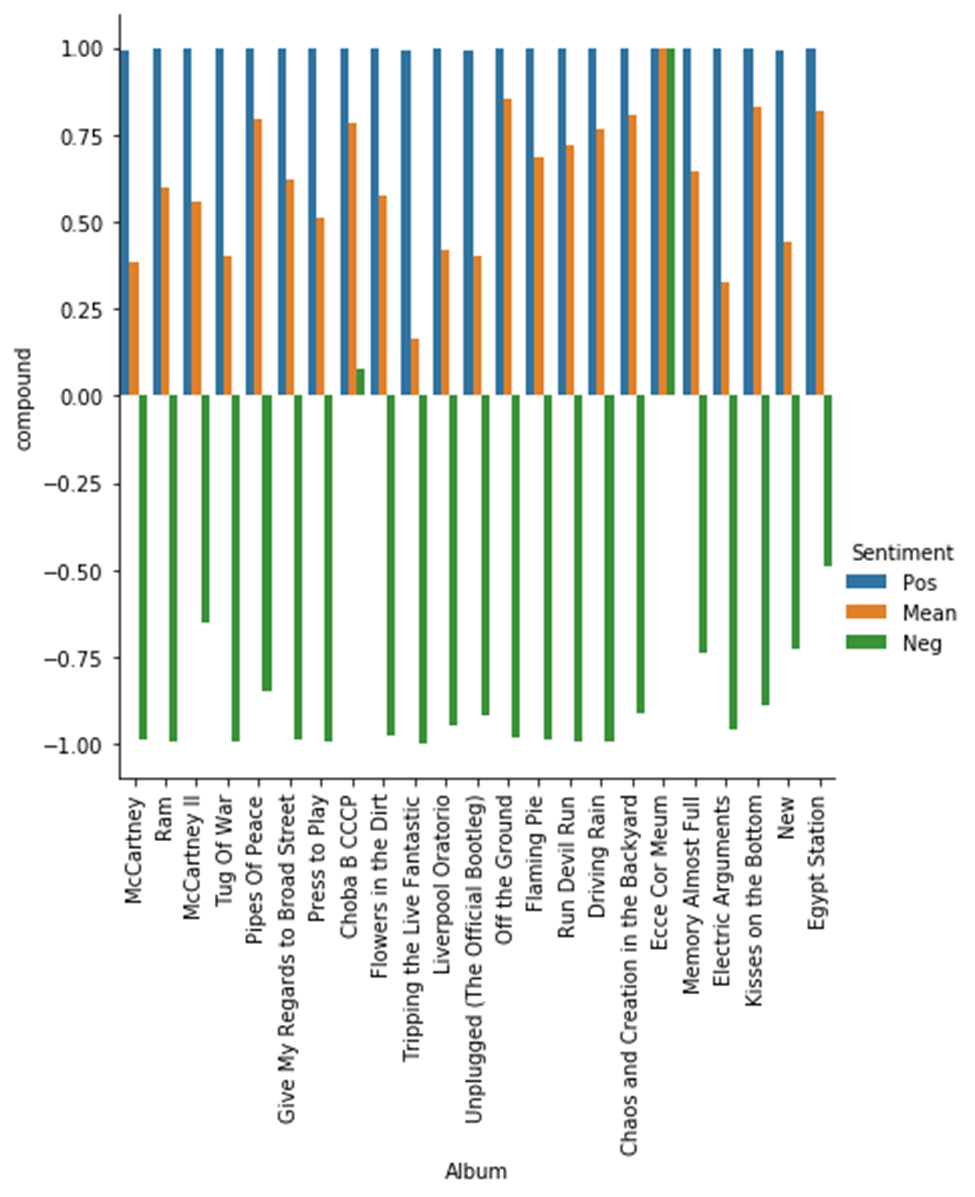 1.00
0.75
0.50
0.25
0.00
−0.25
−0.50
−0.75
−1.00
compound
Sentiment
Pos
Mean
Neg
McCartney
Ram
McCartney II
Tug Of War
Pipes Of Peace
Give My Regards to Broad Street
Press to Play
Choba B CCCP
Flowers in the Dirt
Tripping the Live Fantastic
Liverpool Oratorio
Unplugged (The Official Bootleg)
Off the Ground
Flaming Pie
Run Devil Run
Driving Rain
Chaos and Creation in the Backyard
Ecce Cor Meum
Memory Almost Full
Electric Arguments
Kisses on the Bottom
New
Egypt Station
Album